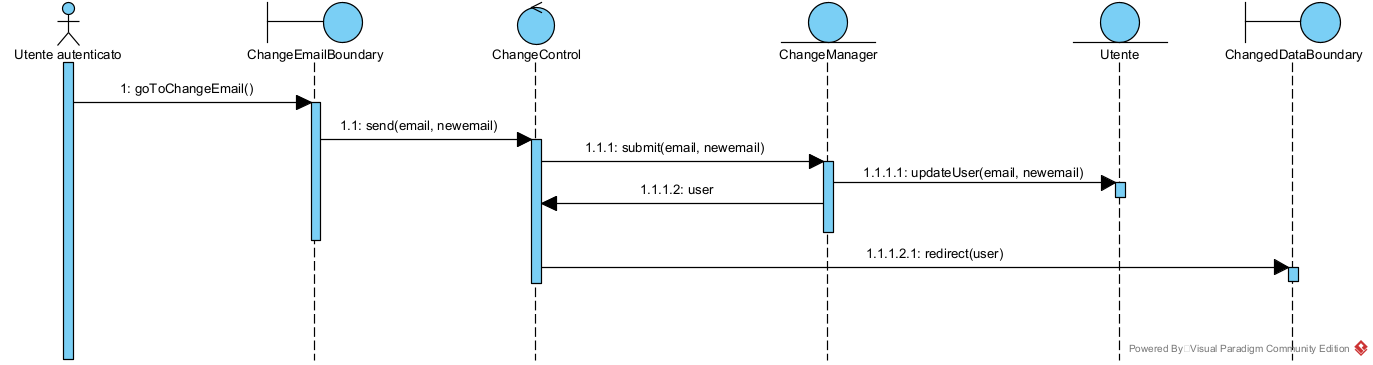 Utente autenticato
ChangeEmailBoundary
ChangeControl
ChangeManager
Utente
ChangedDataBoundary
1: goToChangeEmail()
1.1: send(email, newemail)
1.1.1: submit(email, newemail)
1.1.1.1: updateUser(email, newemail)
1.1.1.2: user
1.1.1.2.1: redirect(user)
Powered By Visual Paradigm Community Edition